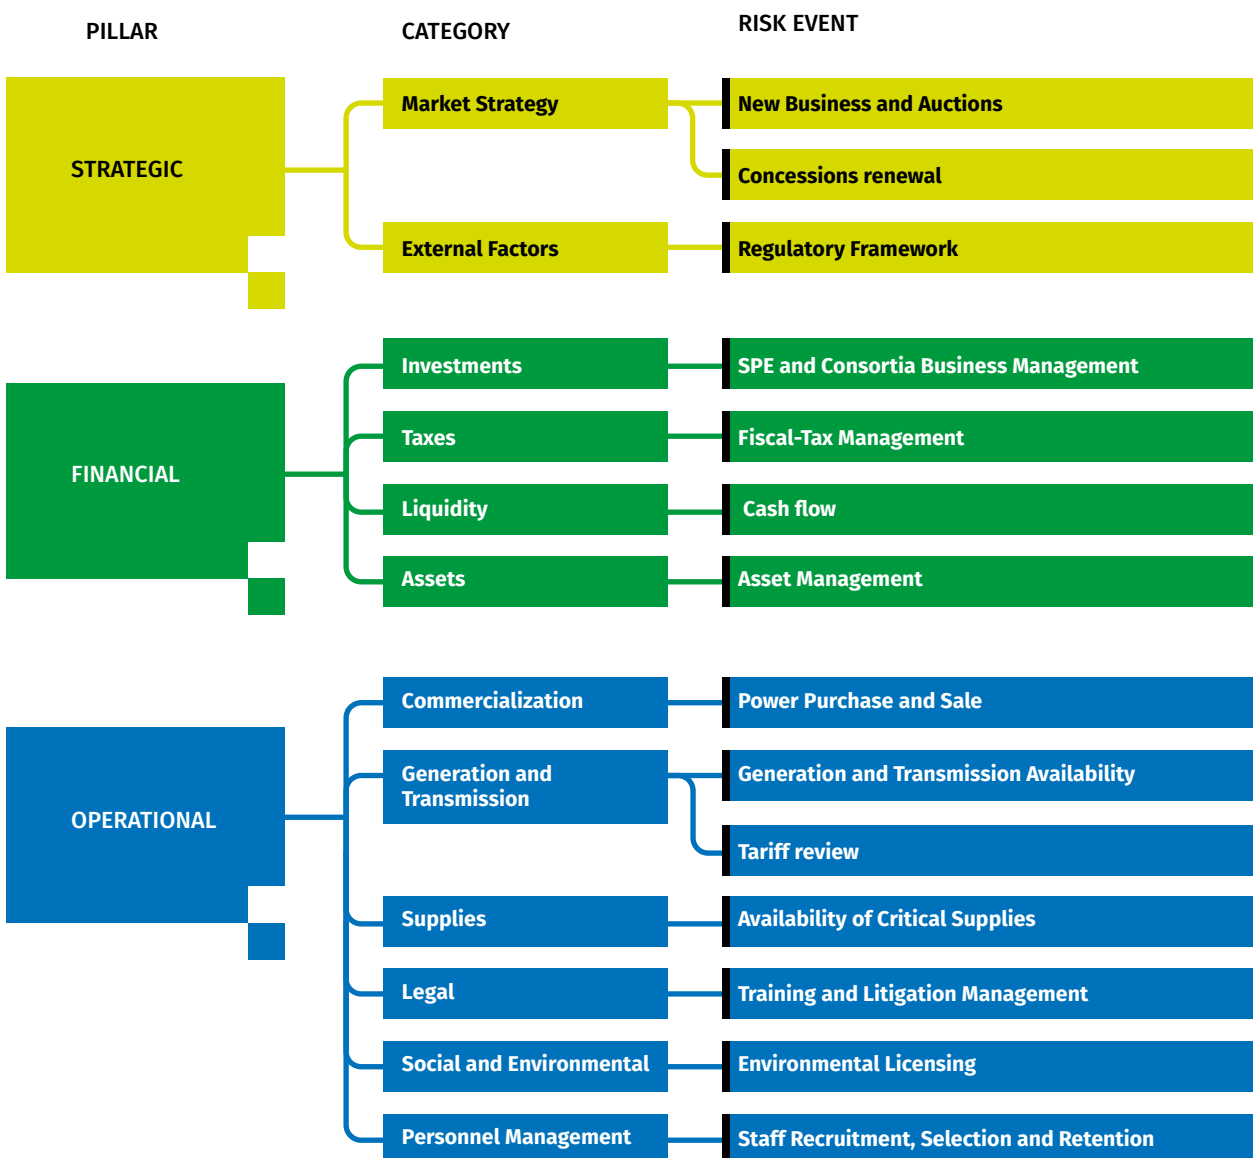 PILLAR
CATEGORY
RISK EVENT
STRATEGIC
Market Strategy
New Business and Auctions
Concessions renewal
External Factors
Regulatory Framework
FINANCIAL
Investments
SPE and Consortia Business Management
Taxes
Fiscal-Tax Management
Liquidity
Cash flow
Assets
Asset Management
OPERATIONAL
Commercialization
Power Purchase and Sale
Generation and
Transmission
Generation and Transmission Availability
Tariff review
Supplies
Availability of Critical Supplies
Legal
Training and Litigation Management
Social and Environmental
Environmental Licensing
Personnel Management
Staff Recruitment, Selection and Retention